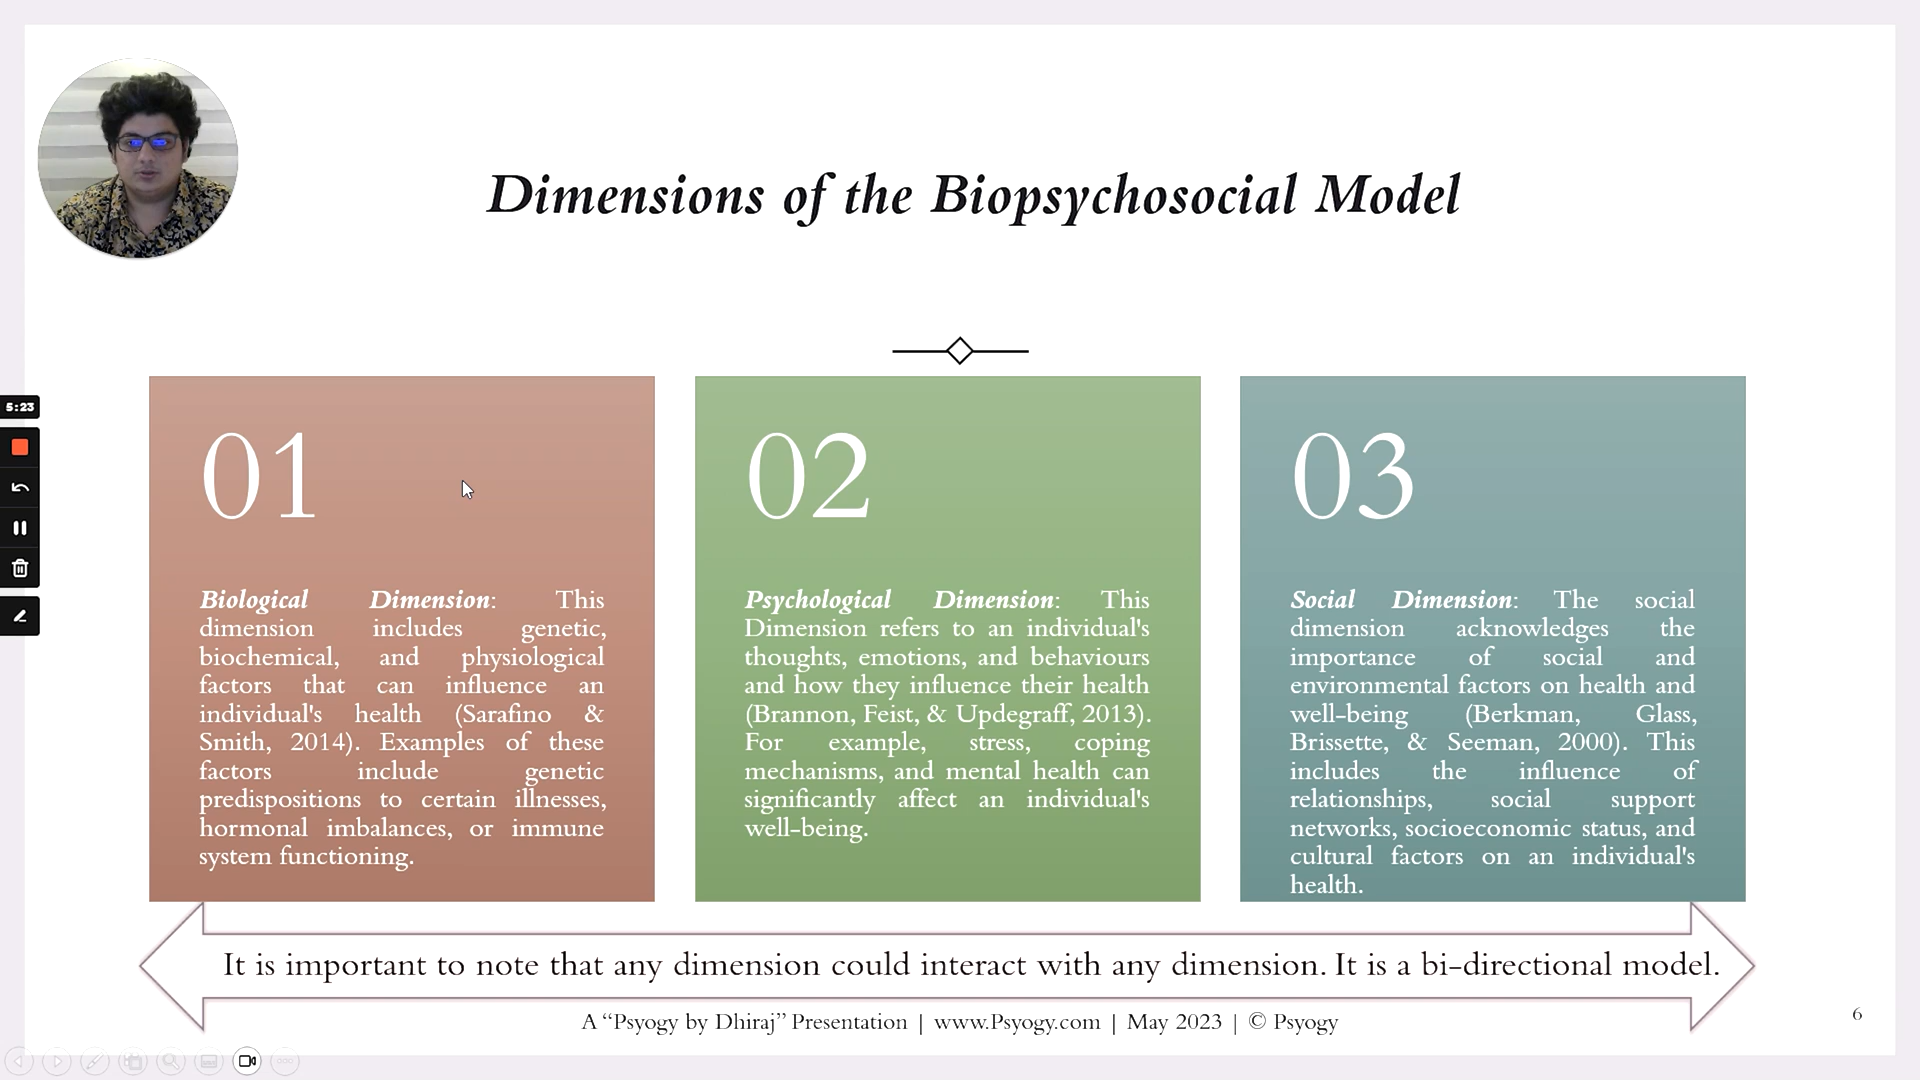 Dimensions of the Biopsychosocial Model
5:23
01
Biological Dimension: This
dimension includes genetic,
biochemical, and physiological
factors that can influence an
individual's health (Sarafino &
Smith, 2014). Examples of these
factors include genetic
predispositions to certain illnesses,
hormonal imbalances, or immune
system functioning.
02
Psychological Dimension: This
Dimension refers to an individual's
thoughts, emotions, and behaviours
and how they influence their health
(Brannon, Feist, & Updegraff, 2013).
For example, stress, coping
mechanisms, and mental health can
significantly affect an individual's
well-being.
03
Social Dimension: The social
dimension acknowledges the
importance of social and
environmental factors on health and
well-being (Berkman, Glass,
Brissette, & Seeman, 2000). This
includes the influence of
relationships, social support
networks, socioeconomic status, and
cultural factors on an individual's
health.
It is important to note that any dimension could interact with any dimension. It is a bi-directional model.
A “Psyogy by Dhiraj” Presentation | www.Psyogy.com | May 2023 | © Psyogy
6